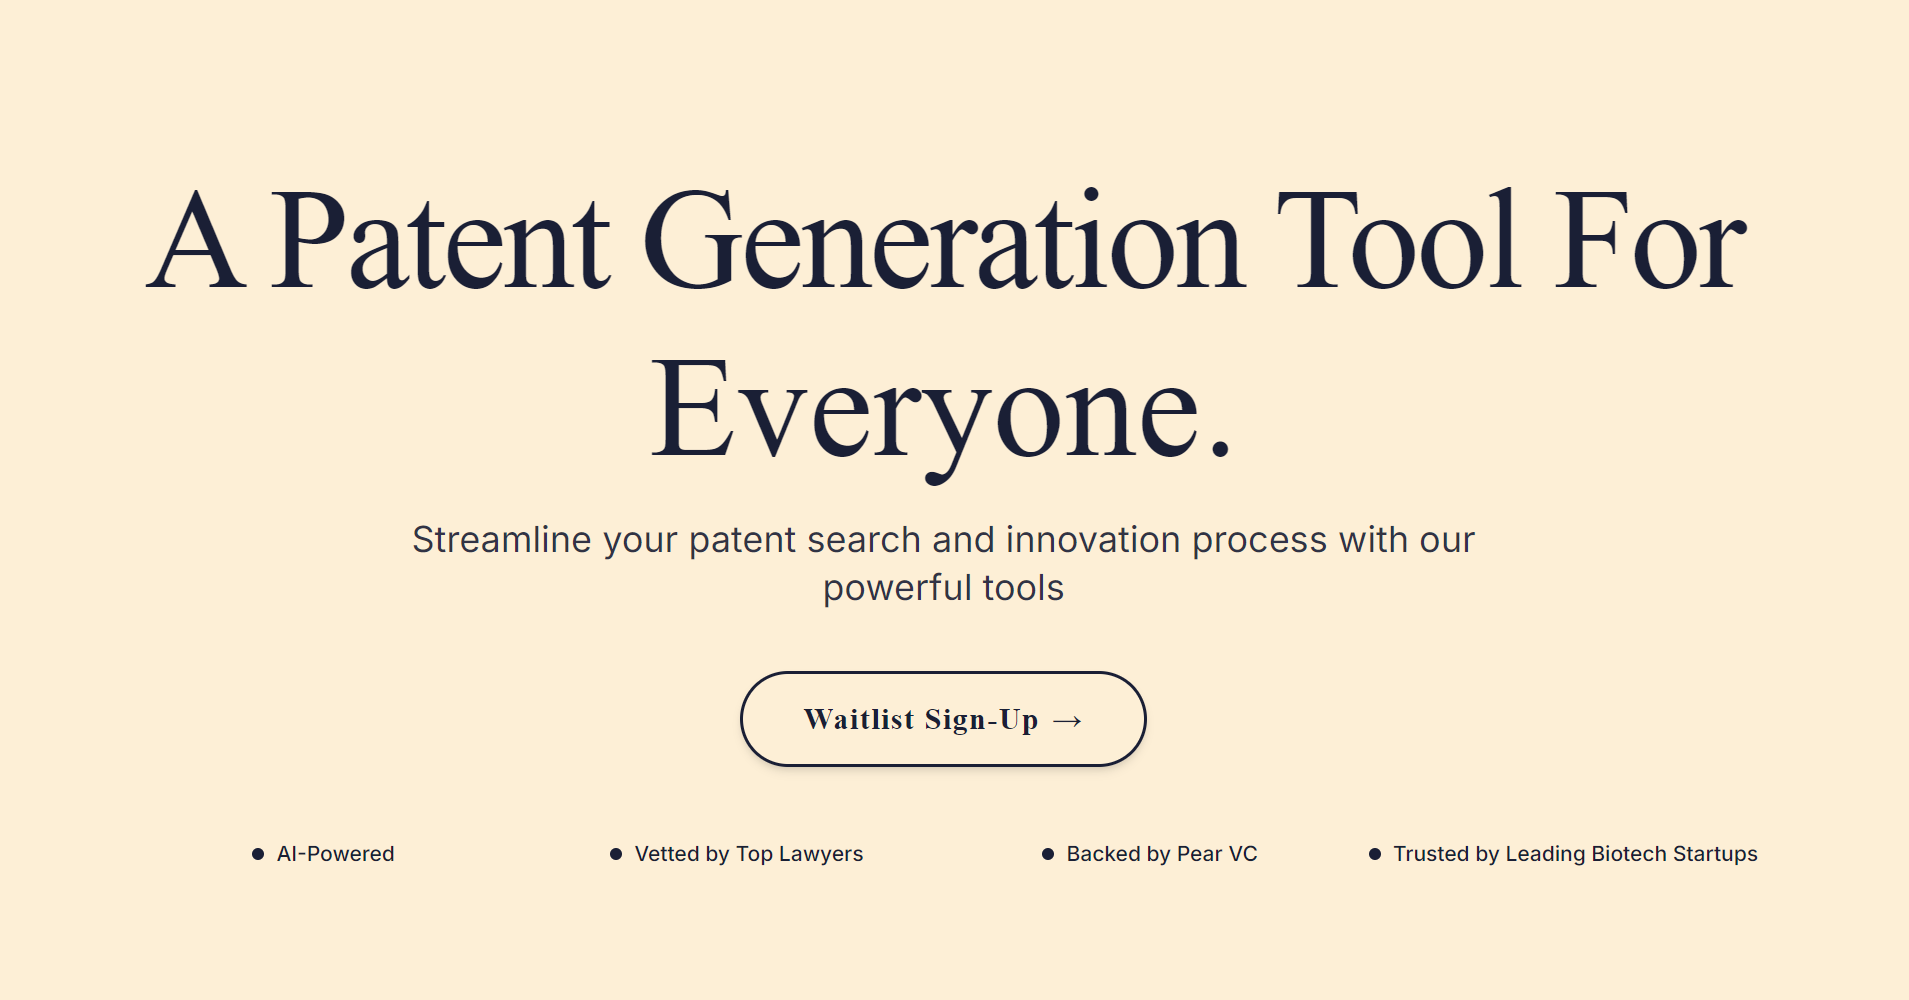 A Patent Generation Tool For
Everyone.
Streamline your patent search and innovation process with our
powerful tools
Waitlist Sign-Up →
● AI-Powered ● Vetted by Top Lawyers ● Backed by Pear VC ● Trusted by Leading Biotech Startups